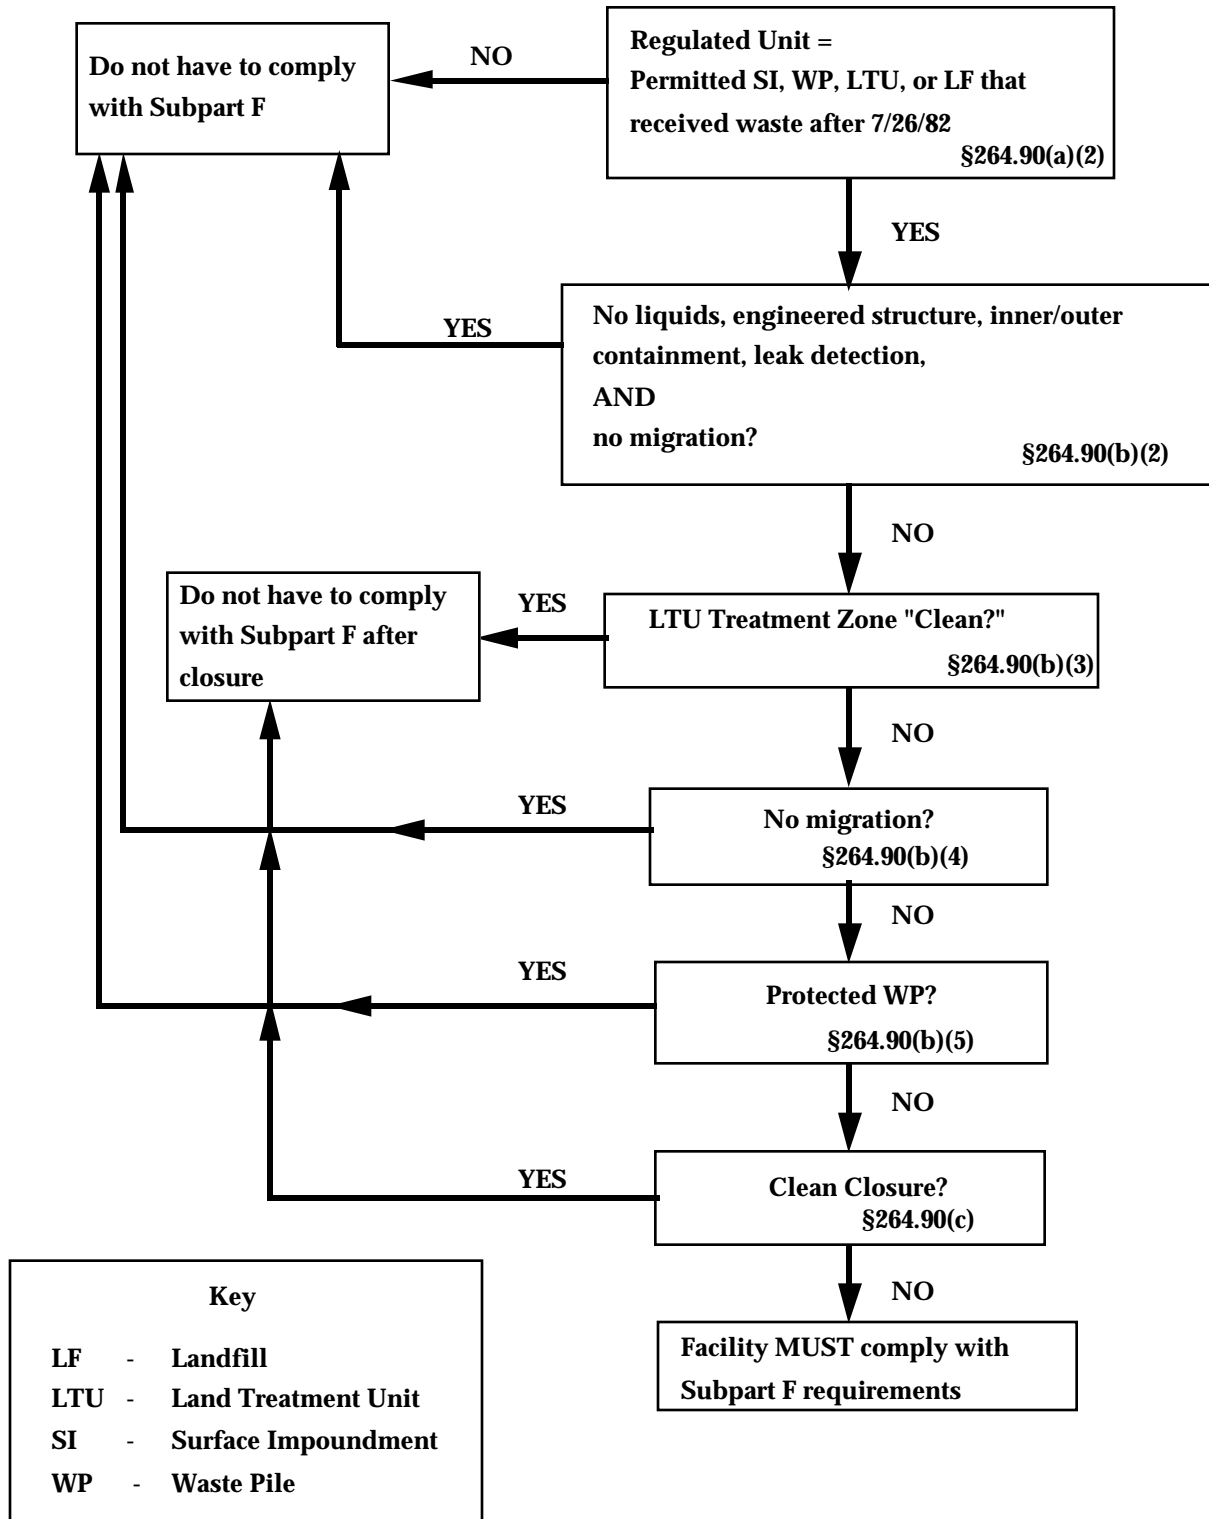 Do not have to comply
with Subpart F
NO
Regulated Unit =
Permitted SI, WP, LTU, or LF that
received waste after 7/26/82
§264.90(a)(2)
YES
YES
No liquids, engineered structure, inner/outer
containment, leak detection,
AND
no migration?
§264.90(b)(2)
NO
Do not have to comply
with Subpart F after
closure
YES
LTU Treatment Zone "Clean?"
§264.90(b)(3)
NO
YES
No migration?
§264.90(b)(4)
NO
YES
Protected WP?
§264.90(b)(5)
NO
YES
Clean Closure?
§264.90(c)
NO
Facility MUST comply with
Subpart F requirements
Key
LF - Landfill
LTU - Land Treatment Unit
SI - Surface Impoundment
WP - Waste Pile